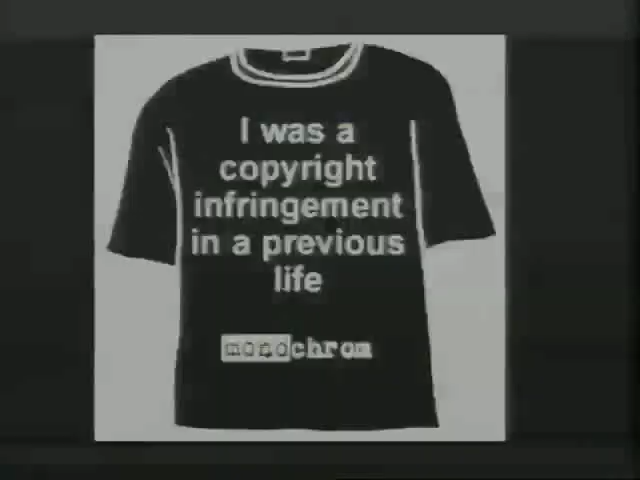 I was a
copyright
infringement
in a previous
life
monochrom